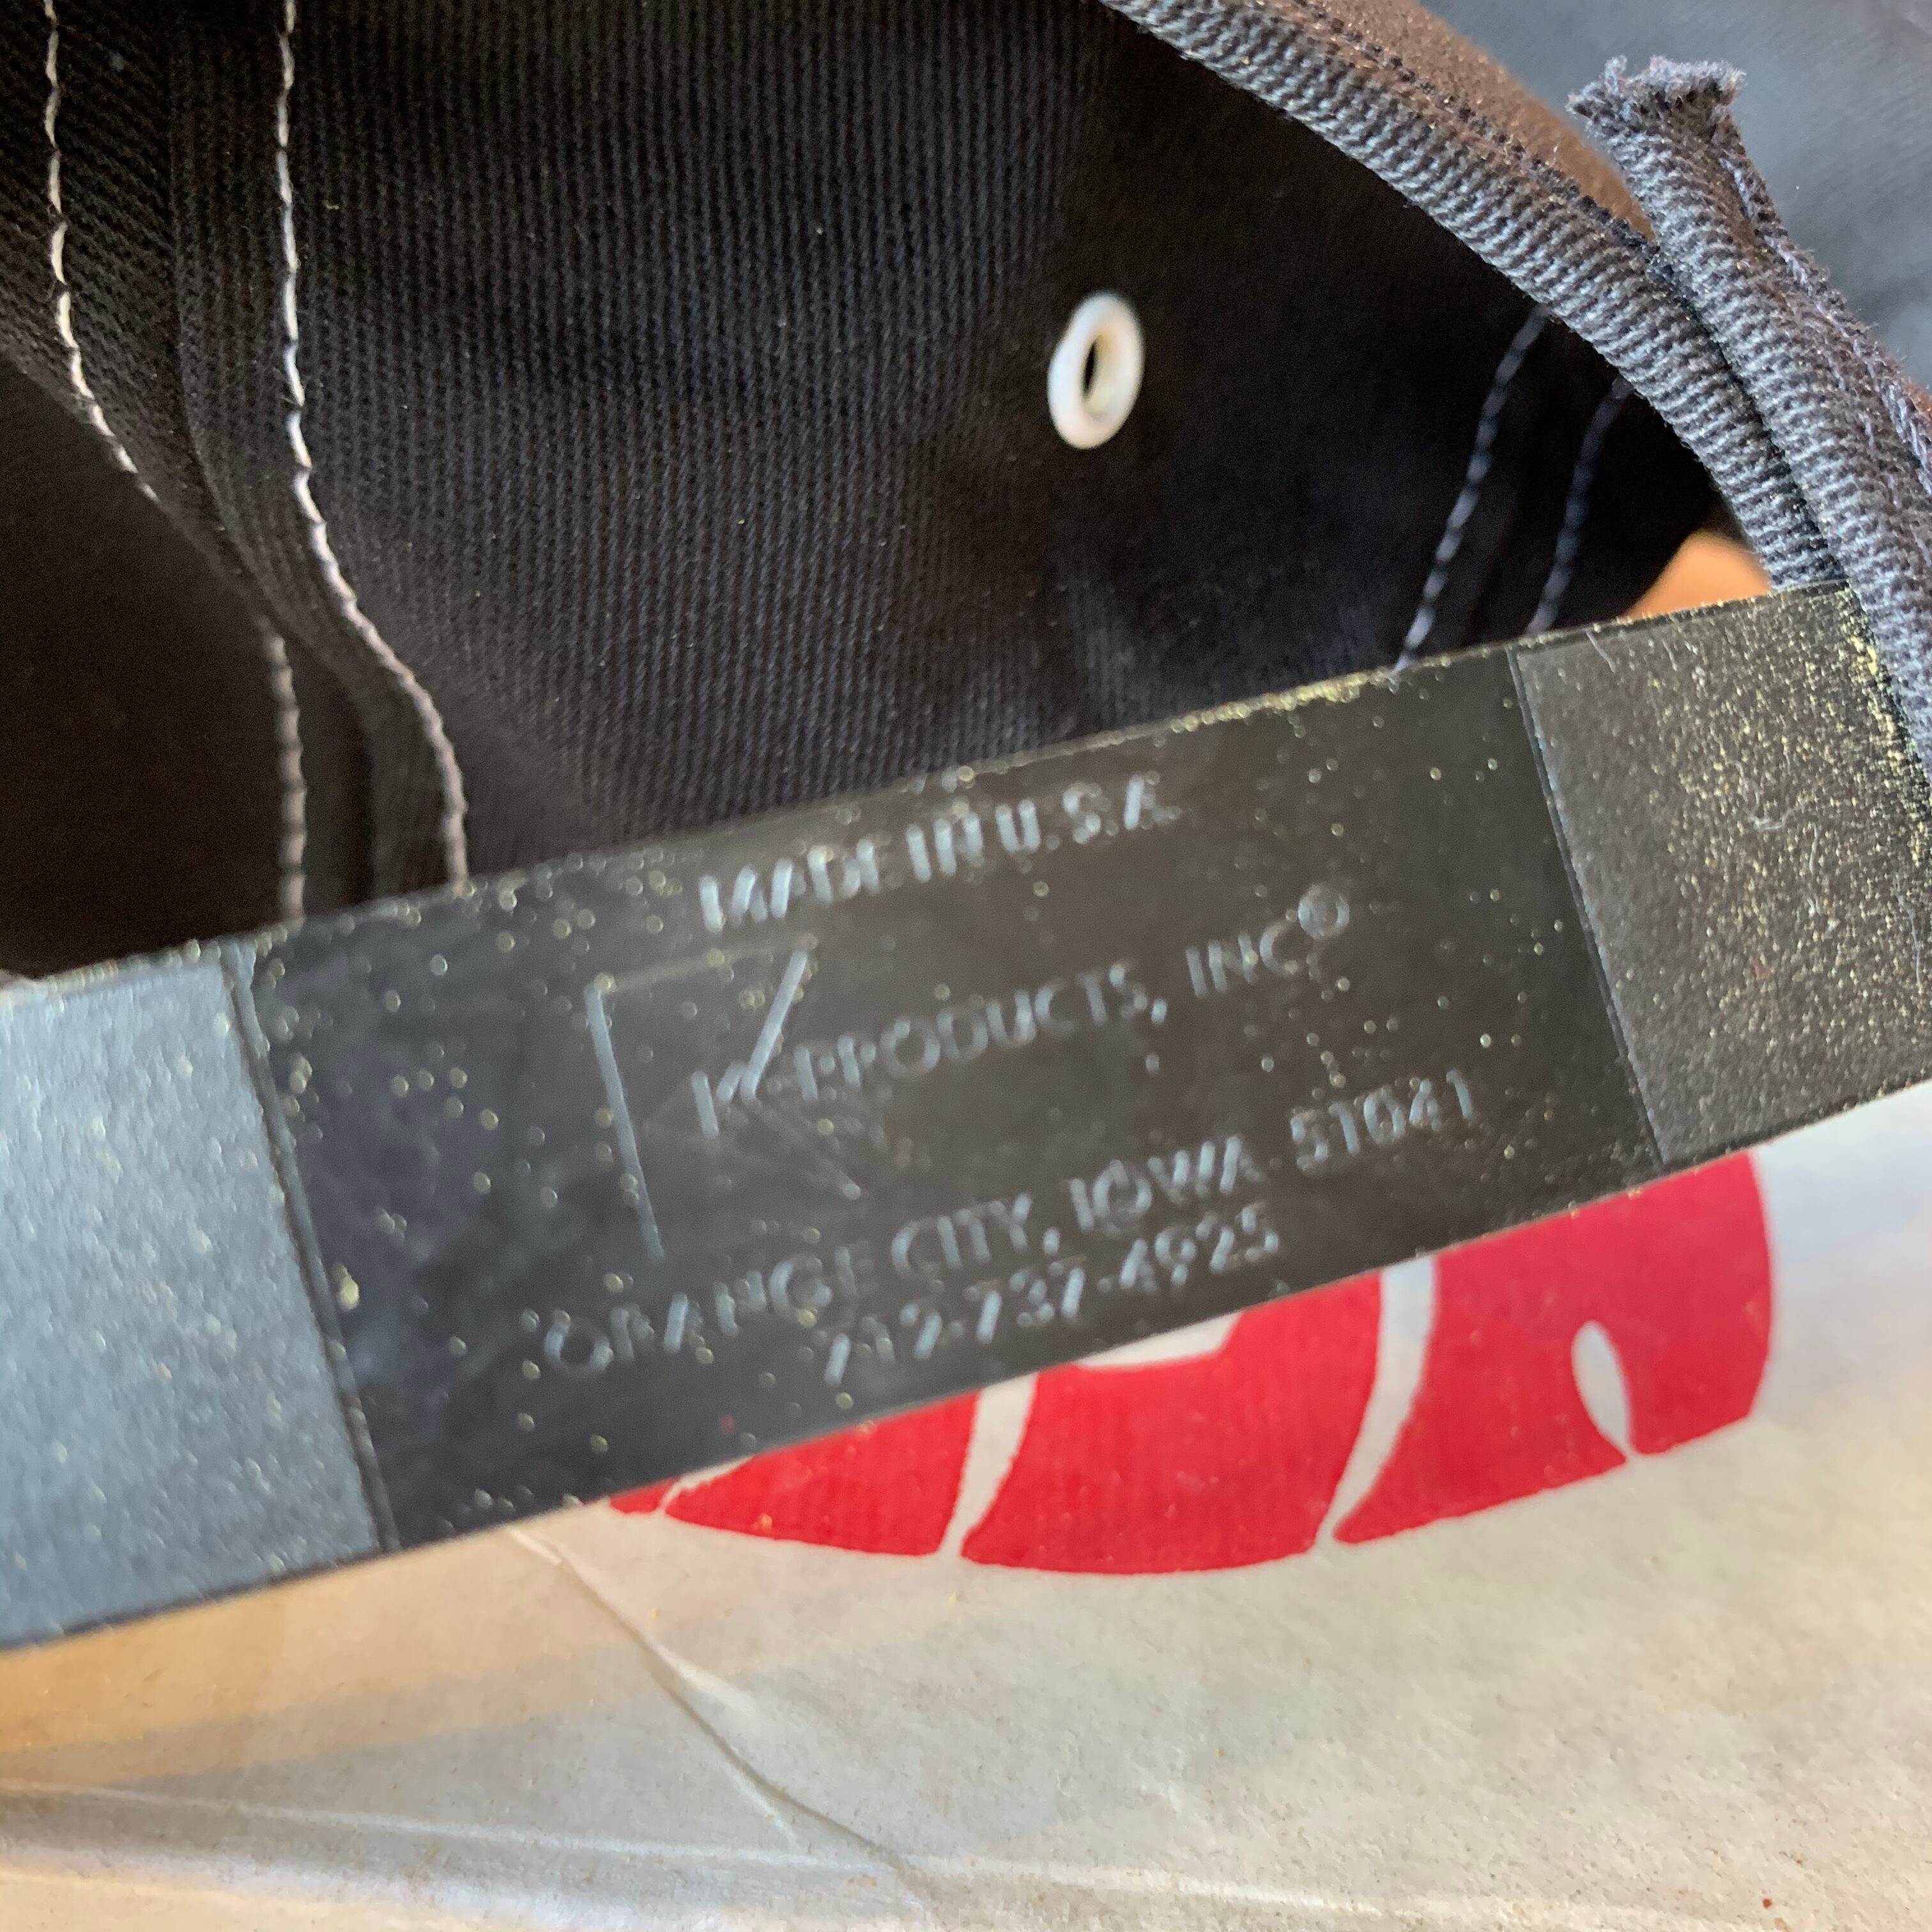 MADE IN U.S.A.
K-PRODUCTS, INC®
ORANGE CITY, IOWA 51041
712-737-4925